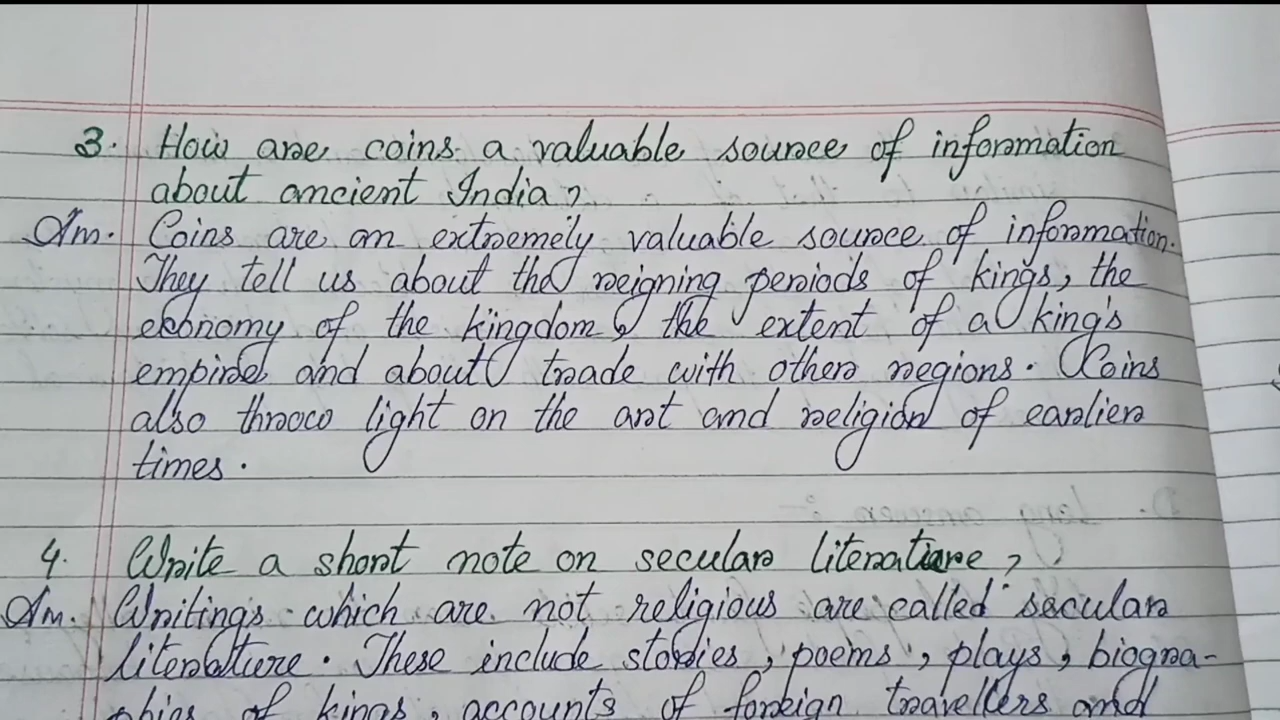 3. How are coins a valuable source of information
about ancient India?
Ans. Coins are an extremely valuable source of information.
They tell us about the reigning periods of kings, the
economy of the kingdom, the extent of a king's
empire and about trade with other regions. Coins
also throw light on the art and religion of earlier
times.
D. Long answers :-
4. Write a short note on secular literature?
Ans. Writings which are not religious are called secular
literature. These include stories, poems, plays, biogra-
phies of kings, accounts of foreign travellers and